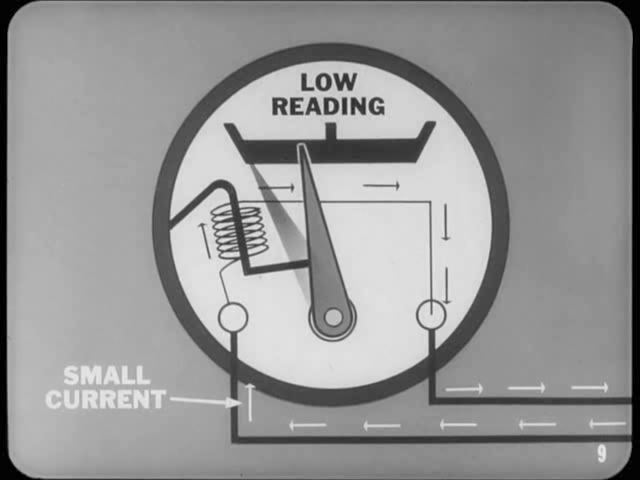 LOW
READING
SMALL
CURRENT
9